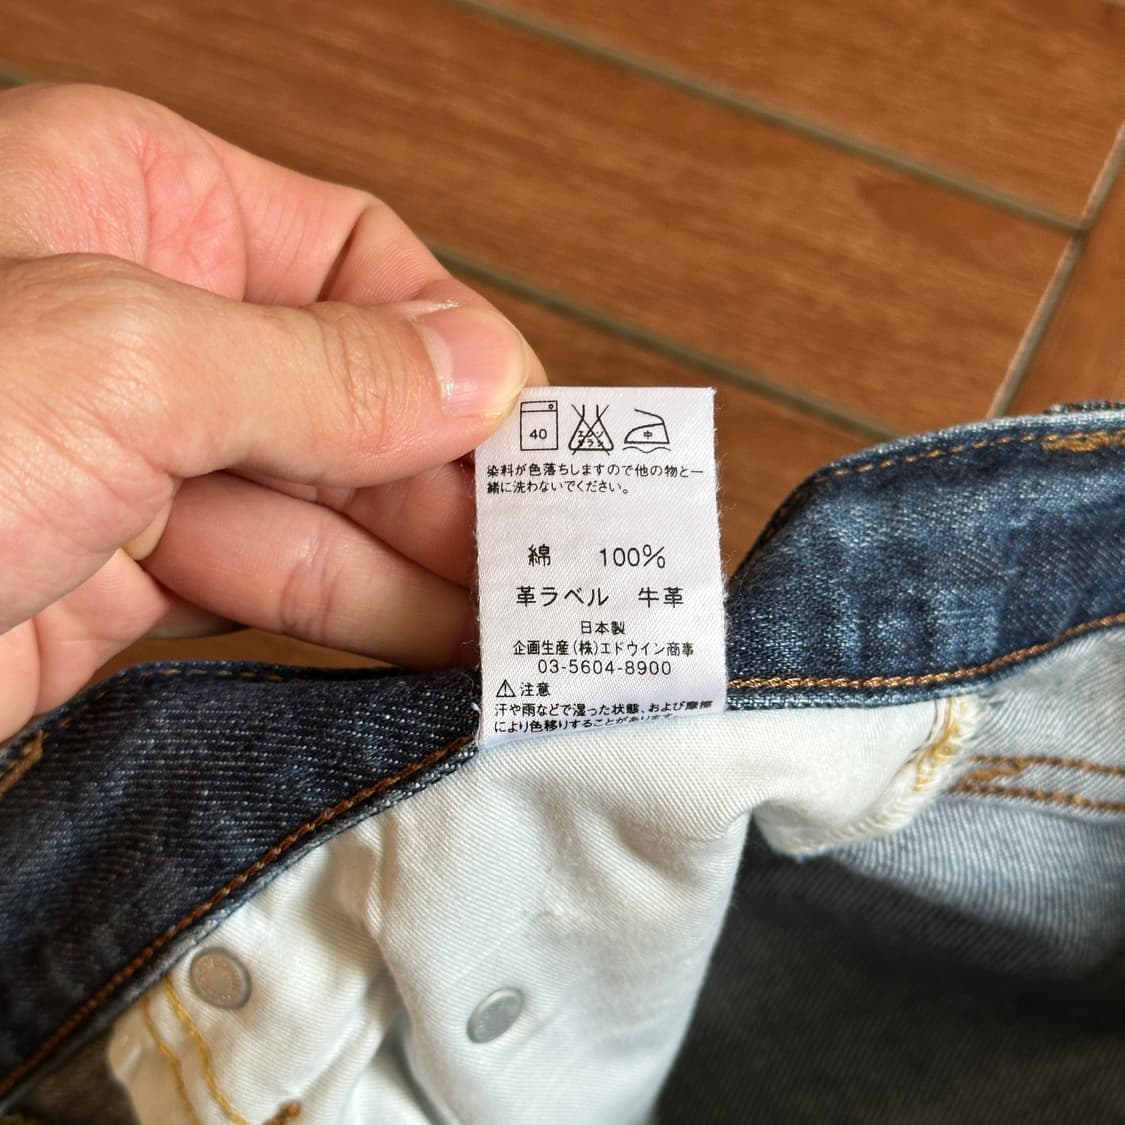 40
エンソ
サラシ
中
染料が色落ちしますので他の物と一
緒に洗わないでください。
綿 100%
革ラベル 牛革
日本製
企画生産(株)エドウイン商事
03-5604-8900
注意
汗や雨などで湿った状態、および摩擦
により色移りすることがあります。